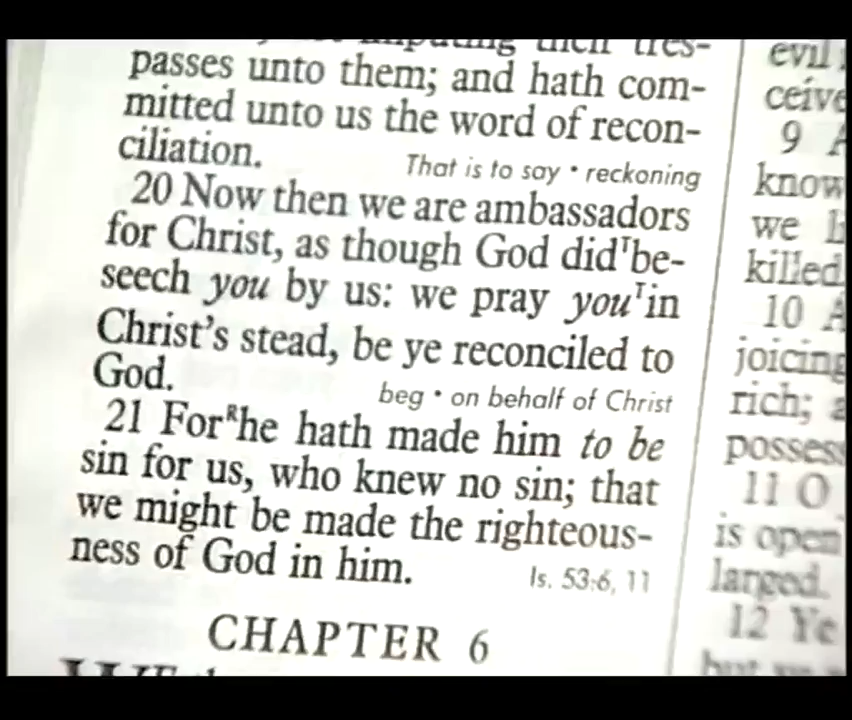 passes unto them; and hath com-
mitted unto us the word of recon-
ciliation. That is to say • reckoning
20 Now then we are ambassadors
for Christ, as though God did ᵀbe-
seech you by us: we pray you ᵀin
Christ's stead, be ye reconciled to
God. beg • on behalf of Christ
21 For ᴿhe hath made him to be
sin for us, who knew no sin; that
we might be made the righteous-
ness of God in him. Is. 53:6, 11
CHAPTER 6
evil
ceive
9
know
we
killed
10
joicing
rich;
possess
11 O
is open
larged.
12 Ye
but